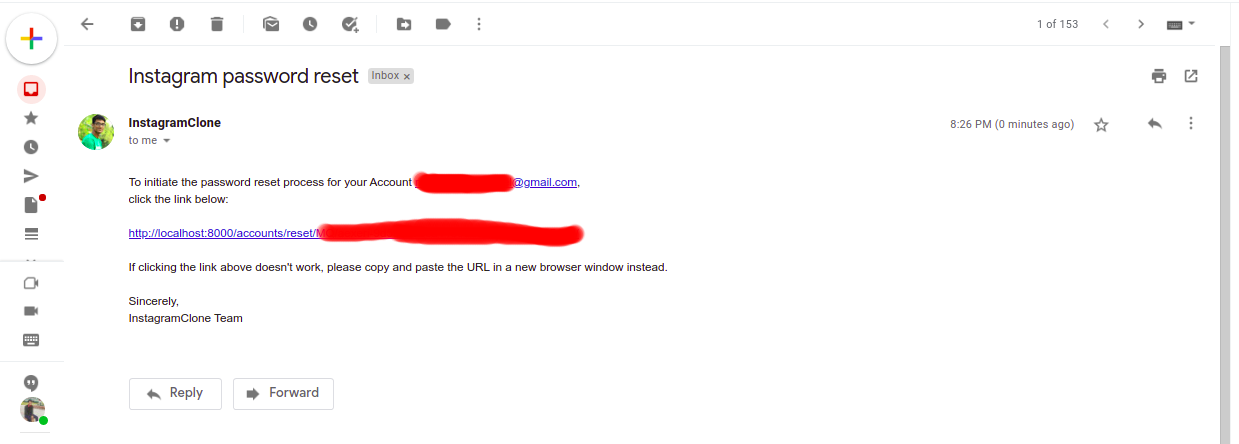 1 of 153
Instagram password reset Inbox x
InstagramClone 8:26 PM (0 minutes ago)
to me
To initiate the password reset process for your Account @gmail.com,
click the link below:
http://localhost:8000/accounts/reset/M
If clicking the link above doesn't work, please copy and paste the URL in a new browser window instead.
Sincerely,
InstagramClone Team
Reply Forward